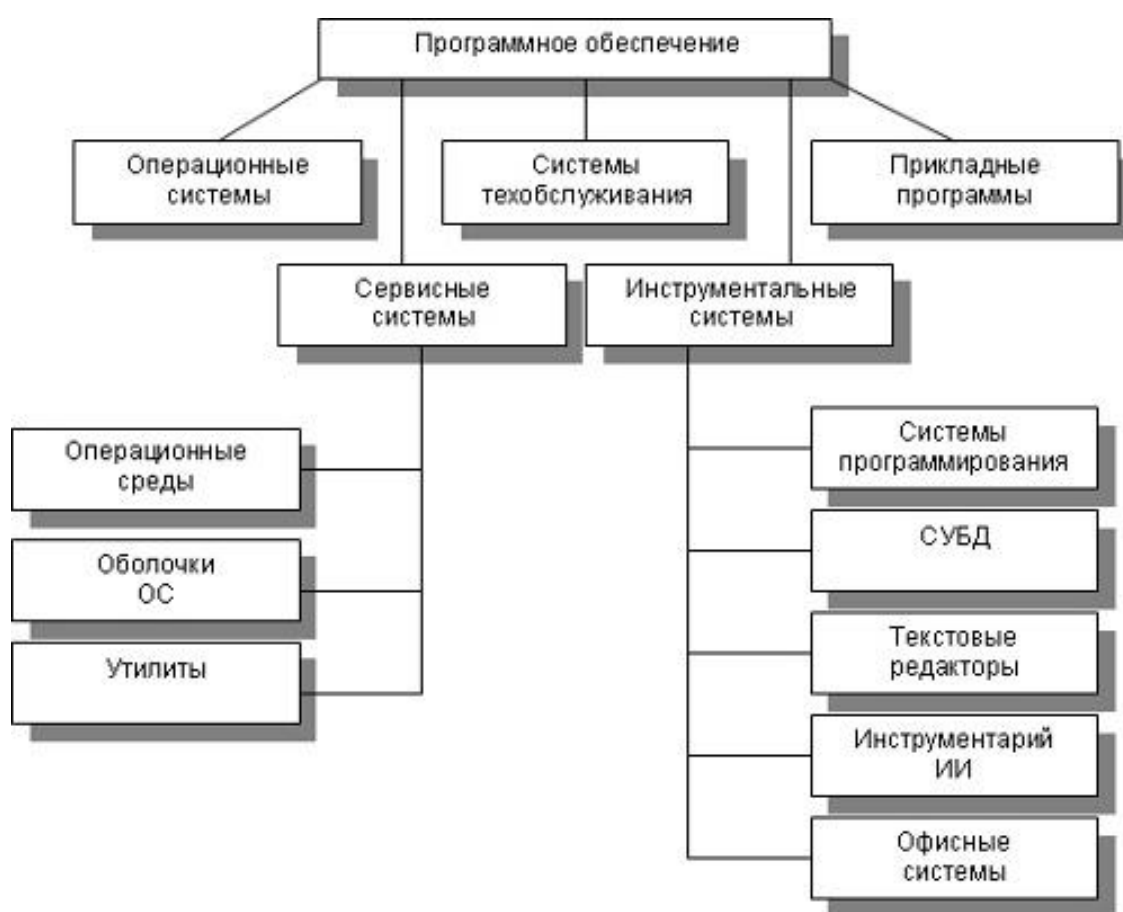 Программное обеспечение
Операционные
системы
Системы
техобслуживания
Прикладные
программы
Сервисные
системы
Инструментальные
системы
Операционные
среды
Оболочки
ОС
Утилиты
Системы
программирования
СУБД
Текстовые
редакторы
Инструментарий
ИИ
Офисные
системы